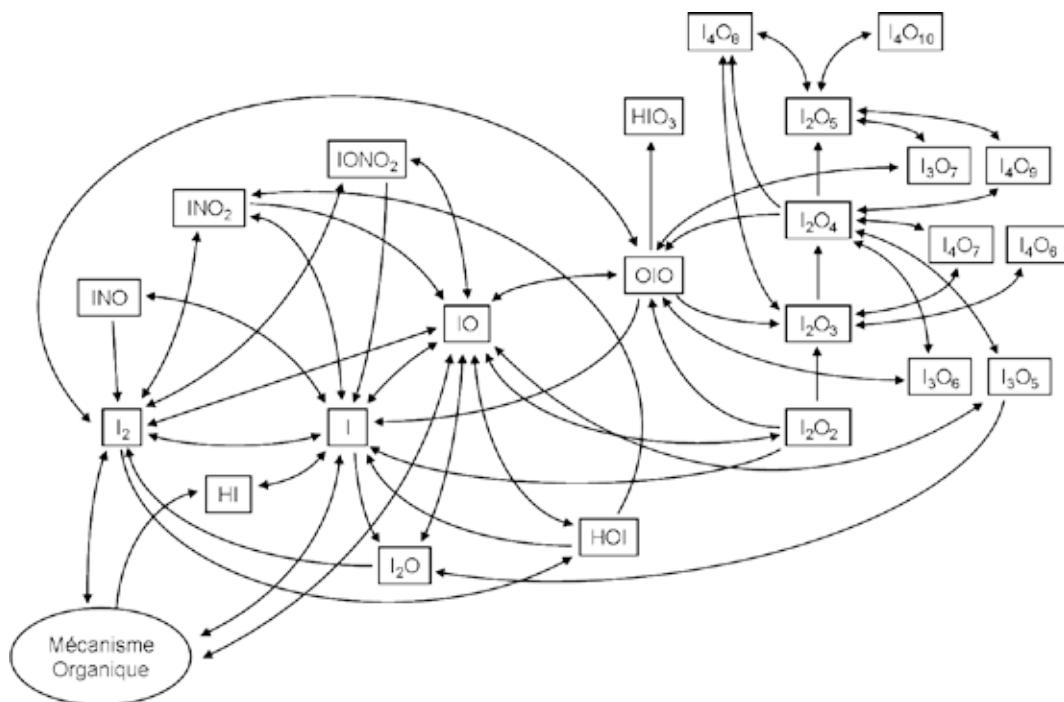 I₄O₈
I₄O₁₀
HIO₃
I₂O₅
IONO₂
I₃O₇
I₄O₉
INO₂
I₂O₄
I₄O₇
I₄O₆
OIO
INO
IO
I₂O₃
I₃O₆
I₃O₅
I₂
I
I₂O₂
HI
HOI
I₂O
Mécanisme
Organique